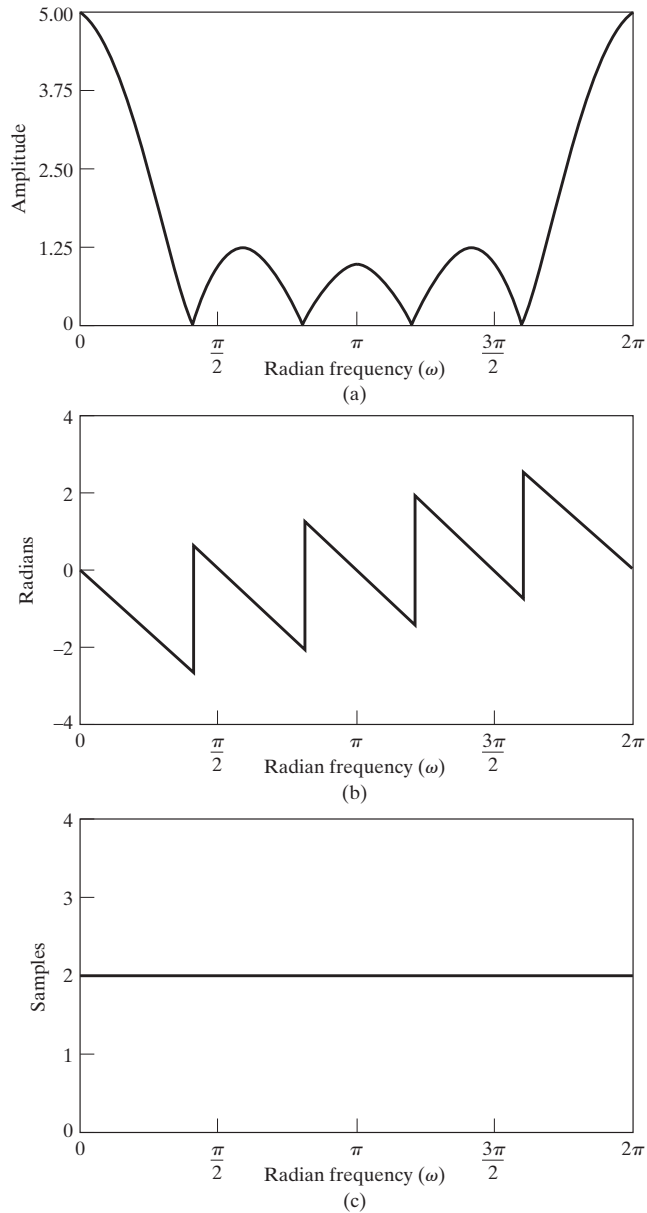 5.00
3.75
2.50
1.25
0
Amplitude
0
π/2
π
3π/2
2π
Radian frequency (ω)
(a)
4
2
0
–2
–4
Radians
0
π/2
π
3π/2
2π
Radian frequency (ω)
(b)
4
3
2
1
0
Samples
0
π/2
π
3π/2
2π
Radian frequency (ω)
(c)